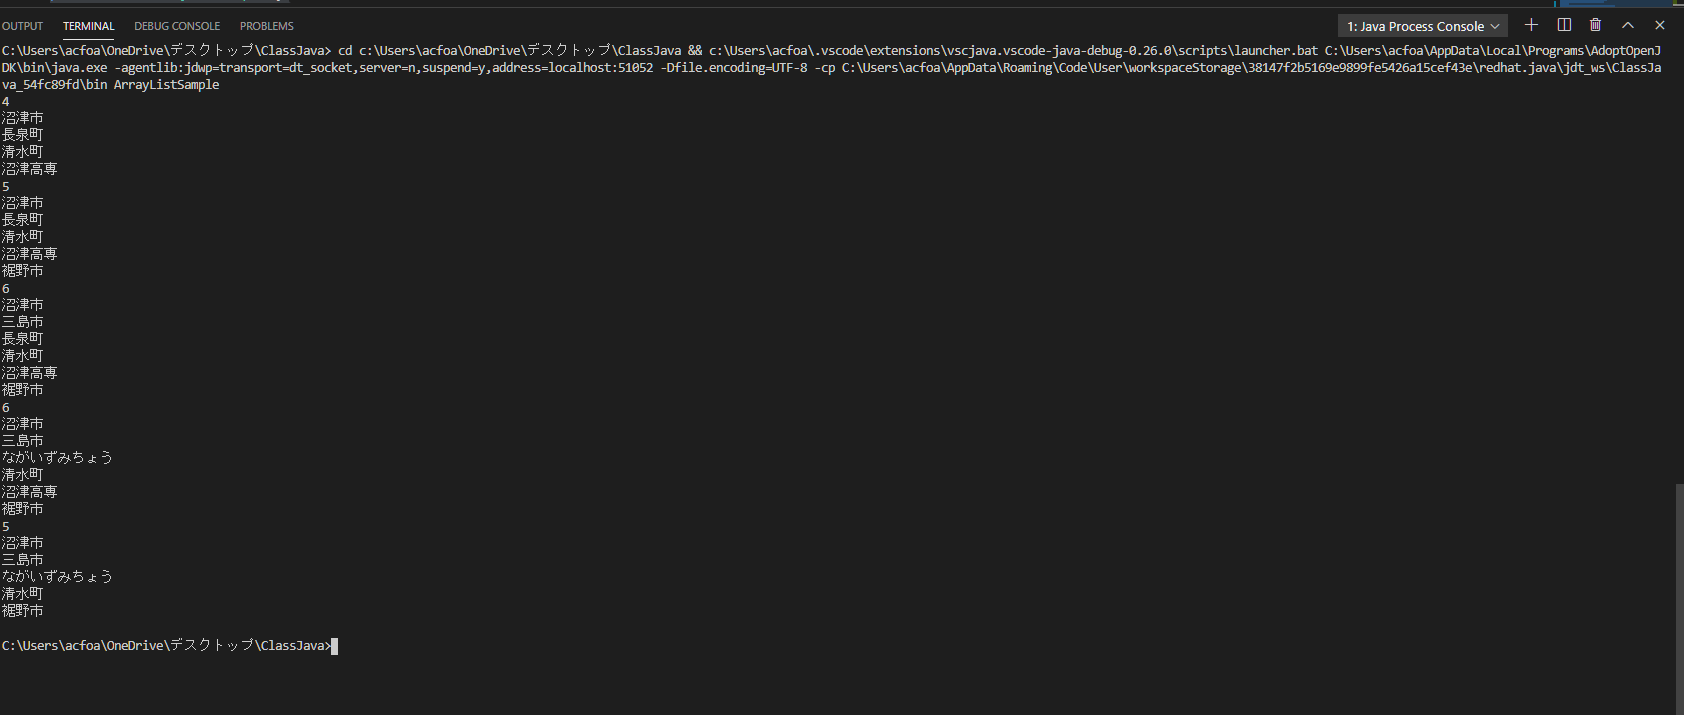 OUTPUT TERMINAL DEBUG CONSOLE PROBLEMS 1: Java Process Console
C:\Users\acfoa\OneDrive\デスクトップ\ClassJava> cd c:\Users\acfoa\OneDrive\デスクトップ\ClassJava && c:\Users\acfoa\.vscode\extensions\vscjava.vscode-java-debug-0.26.0\scripts\launcher.bat C:\Users\acfoa\AppData\Local\Programs\AdoptOpenJ
DK\bin\java.exe -agentlib:jdwp=transport=dt_socket,server=n,suspend=y,address=localhost:51052 -Dfile.encoding=UTF-8 -cp C:\Users\acfoa\AppData\Roaming\Code\User\workspaceStorage\38147f2b5169e9899fe5426a15cef43e\redhat.java\jdt_ws\ClassJa
va_54fc89fd\bin ArrayListSample
4
沼津市
長泉町
清水町
沼津高専
5
沼津市
長泉町
清水町
沼津高専
裾野市
6
沼津市
三島市
長泉町
清水町
沼津高専
裾野市
6
沼津市
三島市
ながいずみちょう
清水町
沼津高専
裾野市
5
沼津市
三島市
ながいずみちょう
清水町
裾野市
C:\Users\acfoa\OneDrive\デスクトップ\ClassJava>